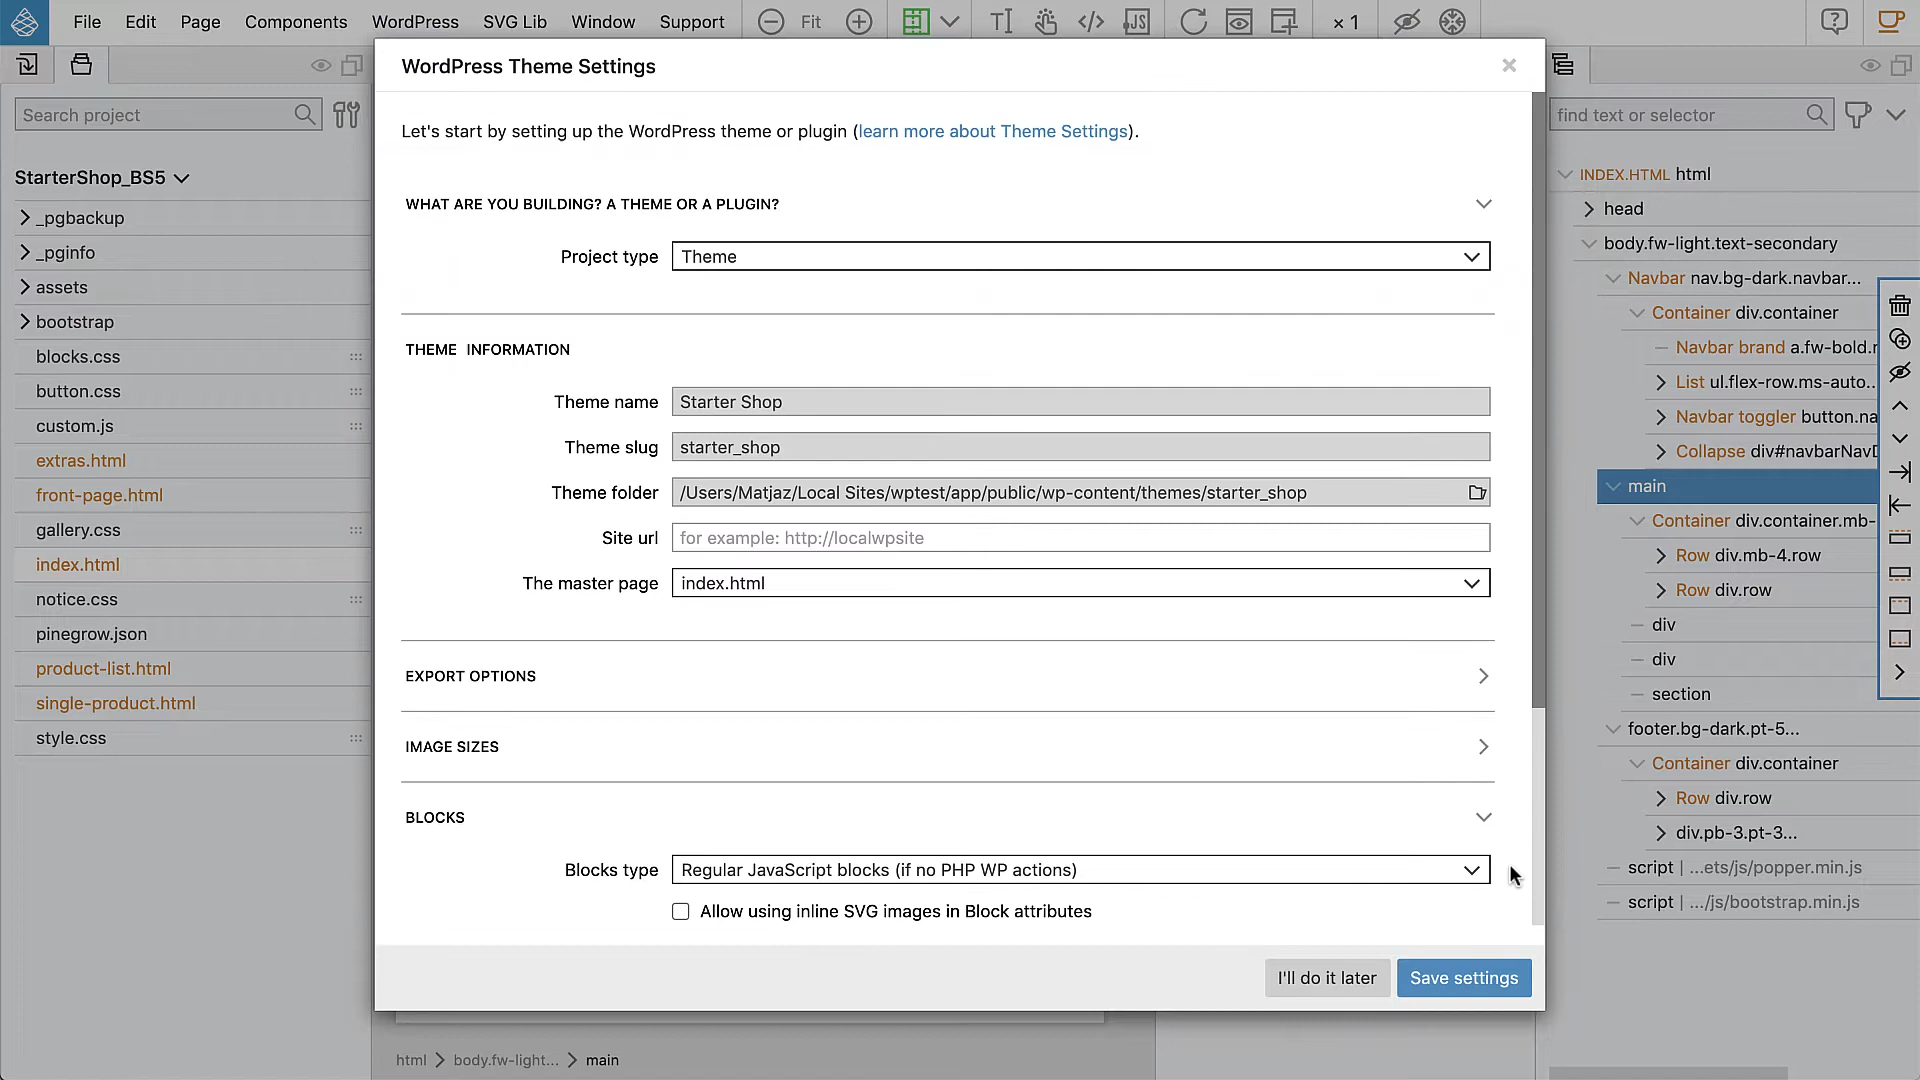 File Edit Page Components WordPress SVG Lib Window Support Fit JS × 1
WordPress Theme Settings ×
Search project
StarterShop_BS5
_pgbackup
_pginfo
assets
bootstrap
blocks.css
button.css
custom.js
extras.html
front-page.html
gallery.css
index.html
notice.css
pinegrow.json
product-list.html
single-product.html
style.css
Let's start by setting up the WordPress theme or plugin (learn more about Theme Settings).
WHAT ARE YOU BUILDING? A THEME OR A PLUGIN?
Project type Theme
THEME INFORMATION
Theme name Starter Shop
Theme slug starter_shop
Theme folder /Users/Matjaz/Local Sites/wptest/app/public/wp-content/themes/starter_shop
Site url for example: http://localwpsite
The master page index.html
EXPORT OPTIONS
IMAGE SIZES
BLOCKS
Blocks type Regular JavaScript blocks (if no PHP WP actions)
Allow using inline SVG images in Block attributes
I'll do it later Save settings
html > body.fw-light... > main
find text or selector
INDEX.HTML html
head
body.fw-light.text-secondary
Navbar nav.bg-dark.navbar...
Container div.container
Navbar brand a.fw-bold.
List ul.flex-row.ms-auto..
Navbar toggler button.na
Collapse div#navbarNav
main
Container div.container.mb-
Row div.mb-4.row
Row div.row
div
div
section
footer.bg-dark.pt-5...
Container div.container
Row div.row
div.pb-3.pt-3...
script | ...ets/js/popper.min.js
script | .../js/bootstrap.min.js